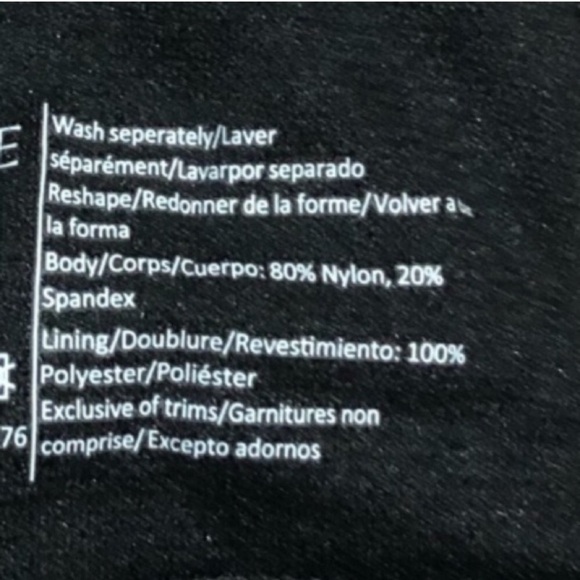 E
Wash seperately/Laver
séparément/Lavarpor separado
Reshape/Redonner de la forme/Volver a
la forma
Body/Corps/Cuerpo: 80% Nylon, 20%
Spandex
Lining/Doublure/Revestimiento: 100%
Polyester/Poliéster
Exclusive of trims/Garnitures non
76 comprise/Excepto adornos